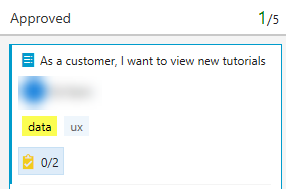 Approved 1/5
As a customer, I want to view new tutorials
data ux
0/2